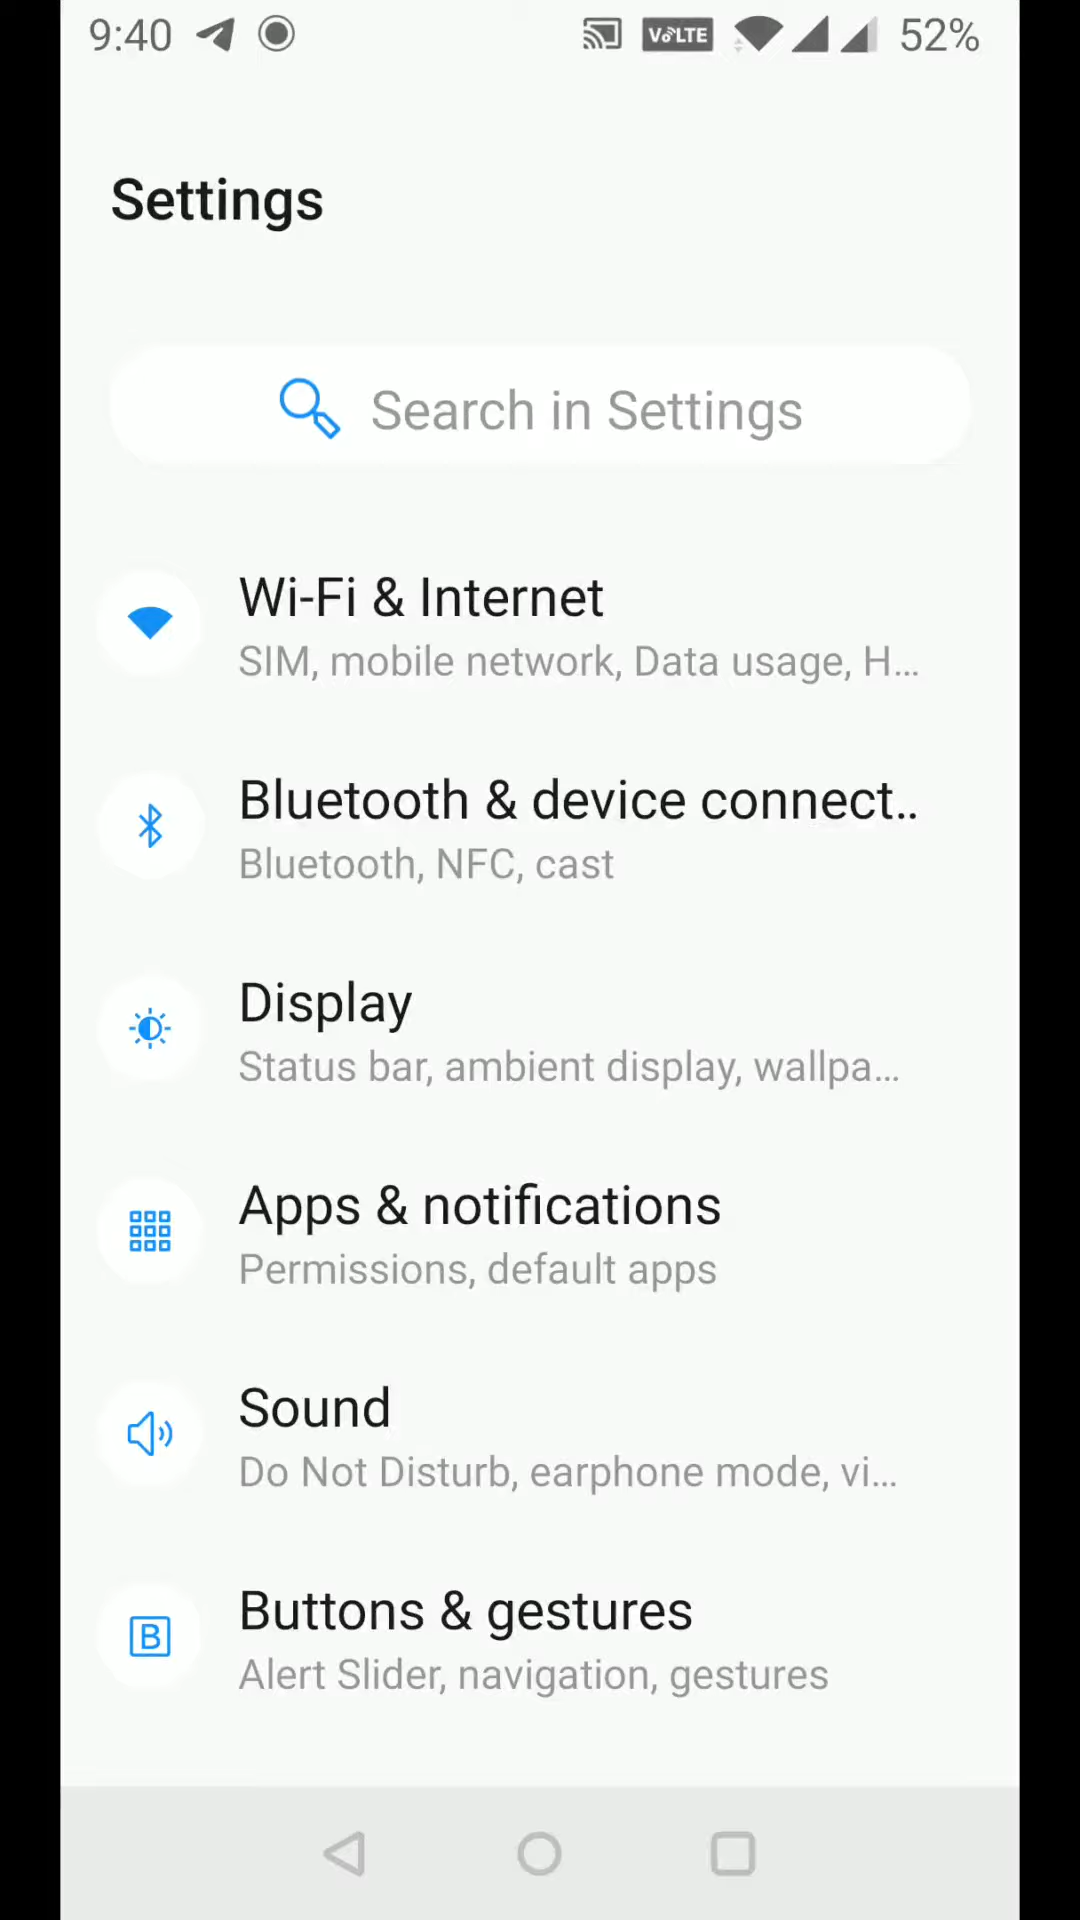 9:40 VoLTE 52%
Settings
Search in Settings
Wi-Fi & Internet
SIM, mobile network, Data usage, H...
Bluetooth & device connect..
Bluetooth, NFC, cast
Display
Status bar, ambient display, wallpa...
Apps & notifications
Permissions, default apps
Sound
Do Not Disturb, earphone mode, vi...
B
Buttons & gestures
Alert Slider, navigation, gestures